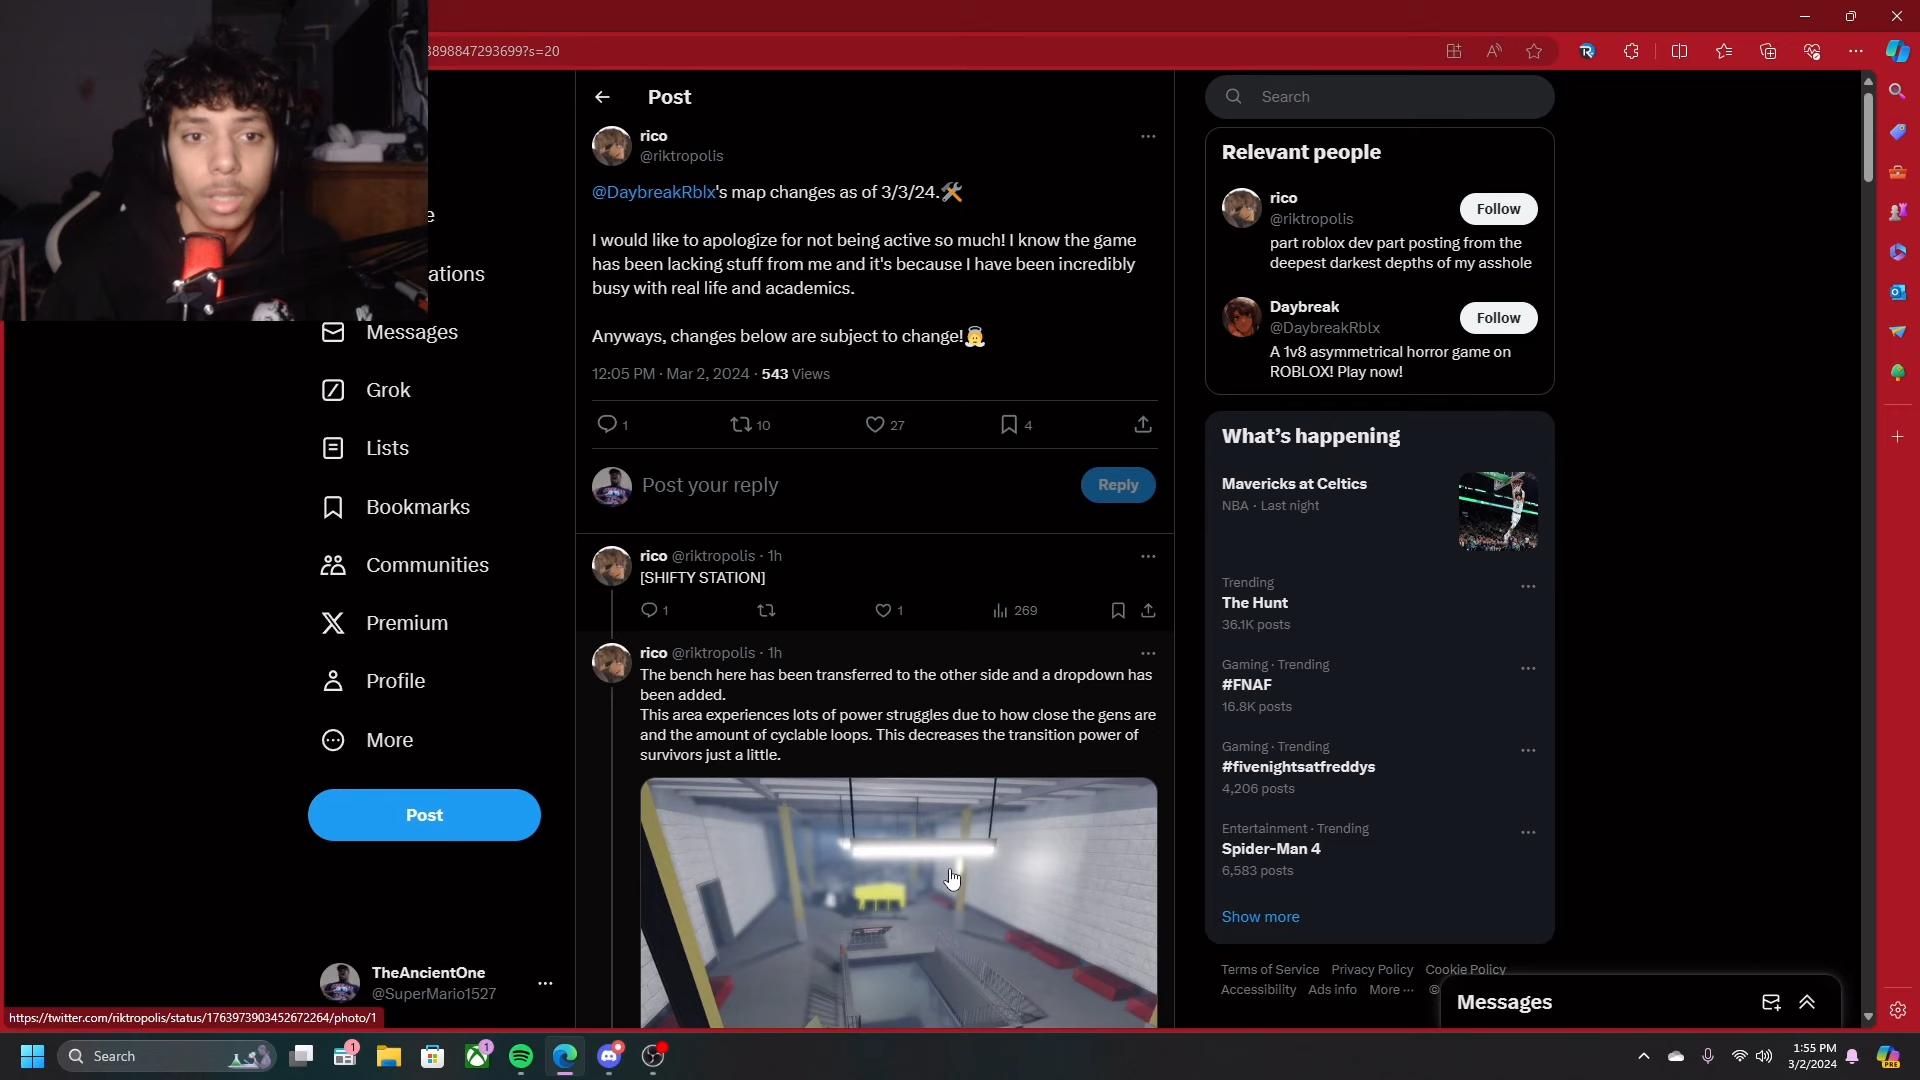 3898847293699?s=20
Post
Search
rico
@riktropolis
@DaybreakRblx's map changes as of 3/3/24.🛠️
I would like to apologize for not being active so much! I know the game
has been lacking stuff from me and it's because I have been incredibly
busy with real life and academics.
Anyways, changes below are subject to change!👼
12:05 PM · Mar 2, 2024 · 543 Views
1
10
27
4
Post your reply
Reply
rico @riktropolis · 1h
[SHIFTY STATION]
1
1
269
rico @riktropolis · 1h
The bench here has been transferred to the other side and a dropdown has
been added.
This area experiences lots of power struggles due to how close the gens are
and the amount of cyclable loops. This decreases the transition power of
survivors just a little.
e
ations
Messages
Grok
Lists
Bookmarks
Communities
Premium
Profile
More
Post
TheAncientOne
@SuperMario1527
Relevant people
rico
@riktropolis
Follow
part roblox dev part posting from the
deepest darkest depths of my asshole
Daybreak
@DaybreakRblx
Follow
A 1v8 asymmetrical horror game on
ROBLOX! Play now!
What's happening
Mavericks at Celtics
NBA · Last night
Trending
The Hunt
36.1K posts
Gaming · Trending
#FNAF
16.8K posts
Gaming · Trending
#fivenightsatfreddys
4,206 posts
Entertainment · Trending
Spider-Man 4
6,583 posts
Show more
Terms of Service Privacy Policy Cookie Policy
Accessibility Ads info More ··· ©
Messages
https://twitter.com/riktropolis/status/1763973903452672264/photo/1
Search
1
1
1:55 PM
3/2/2024
PRE